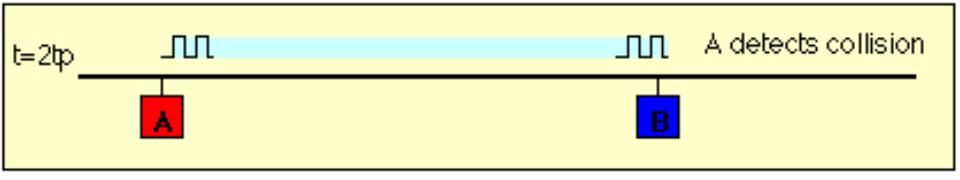 t=2tp
A detects collision
A
B